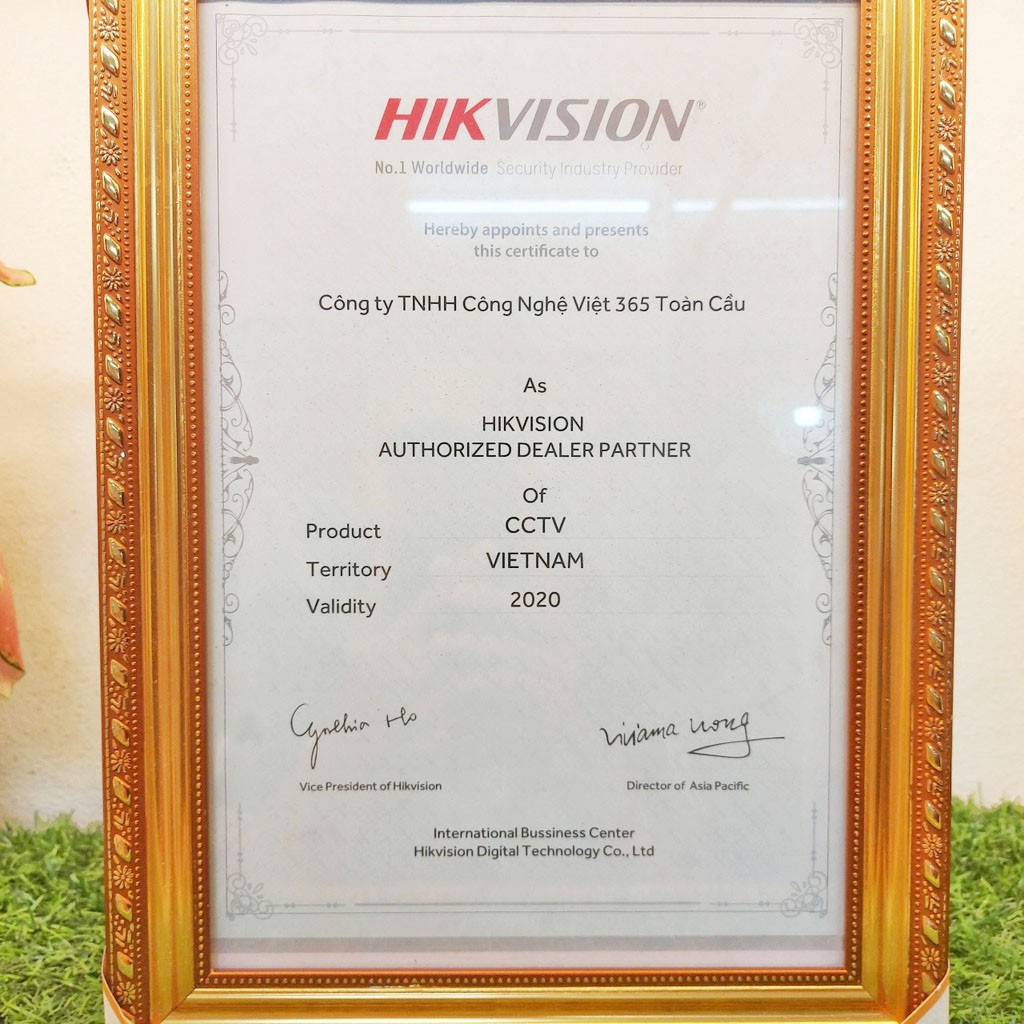 HIKVISION®
No.1 Worldwide Security Industry Provider
Hereby appoints and presents
this certificate to
Công ty TNHH Công Nghệ Việt 365 Toàn Cầu
As
HIKVISION
AUTHORIZED DEALER PARTNER
Of
Product CCTV
Territory VIETNAM
Validity 2020
Cynthia Ho
Vice President of Hikvision
Director of Asia Pacific
International Bussiness Center
Hikvision Digital Technology Co., Ltd